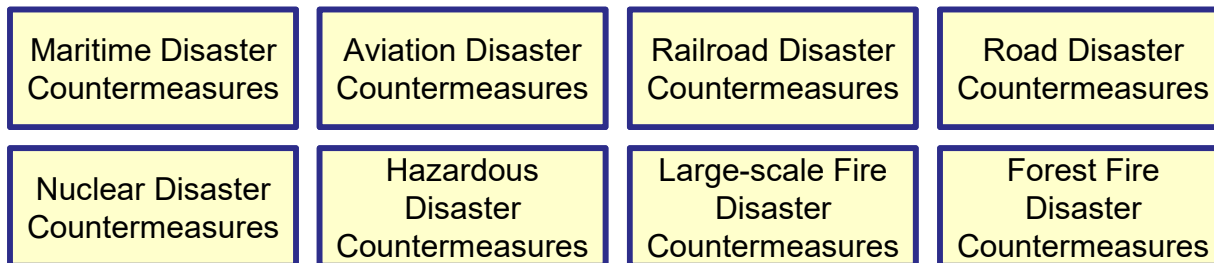 Maritime Disaster
Countermeasures
Aviation Disaster
Countermeasures
Railroad Disaster
Countermeasures
Road Disaster
Countermeasures
Nuclear Disaster
Countermeasures
Hazardous
Disaster
Countermeasures
Large-scale Fire
Disaster
Countermeasures
Forest Fire
Disaster
Countermeasures